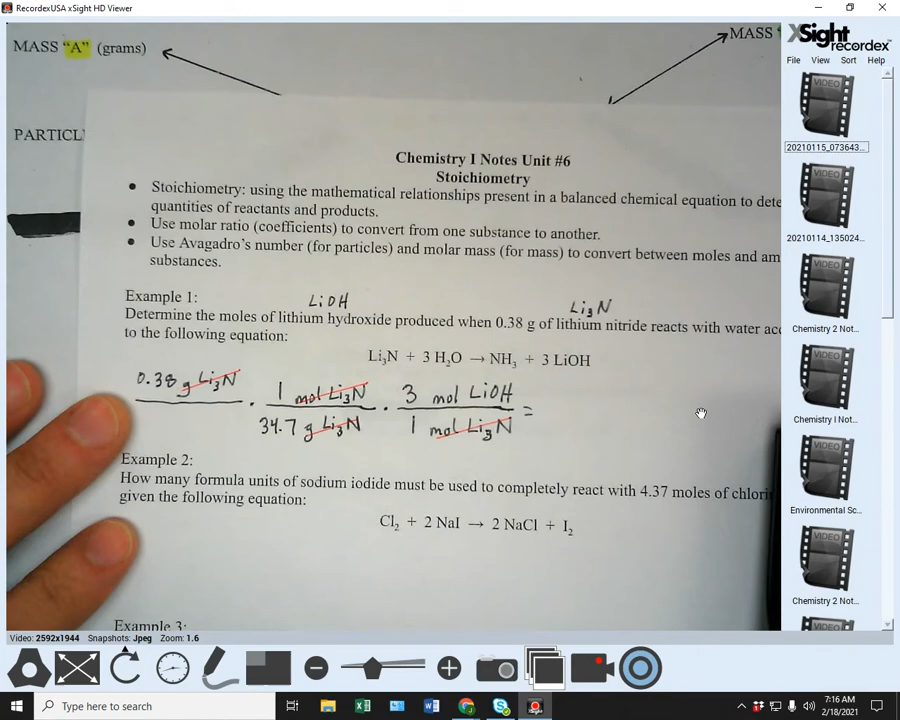 RecordexUSA xSight HD Viewer
MASS "A" (grams)
MASS
XSight
recordex
File View Sort Help
PARTICL
VIDEO
20210115_073643...
VIDEO
20210114_135024...
VIDEO
Chemistry 2 Not...
VIDEO
Chemistry I Not...
VIDEO
Environmental Sc...
VIDEO
Chemistry 2 Not...
VIDEO
Chemistry I Notes Unit #6
Stoichiometry
• Stoichiometry: using the mathematical relationships present in a balanced chemical equation to dete
quantities of reactants and products.
• Use molar ratio (coefficients) to convert from one substance to another.
• Use Avagadro's number (for particles) and molar mass (for mass) to convert between moles and am
substances.
Example 1:
LiOH
Li₃N
Determine the moles of lithium hydroxide produced when 0.38 g of lithium nitride reacts with water acc
to the following equation:
Li₃N + 3 H₂O → NH₃ + 3 LiOH
0.38 g Li₃N · 1 mol Li₃N · 3 mol LiOH =
34.7 g Li₃N 1 mol Li₃N
Example 2:
How many formula units of sodium iodide must be used to completely react with 4.37 moles of chlori
given the following equation:
Cl₂ + 2 NaI → 2 NaCl + I₂
Example 3:
Video: 2592x1944 Snapshots: Jpeg Zoom: 1.6
Type here to search
7:16 AM
2/18/2021